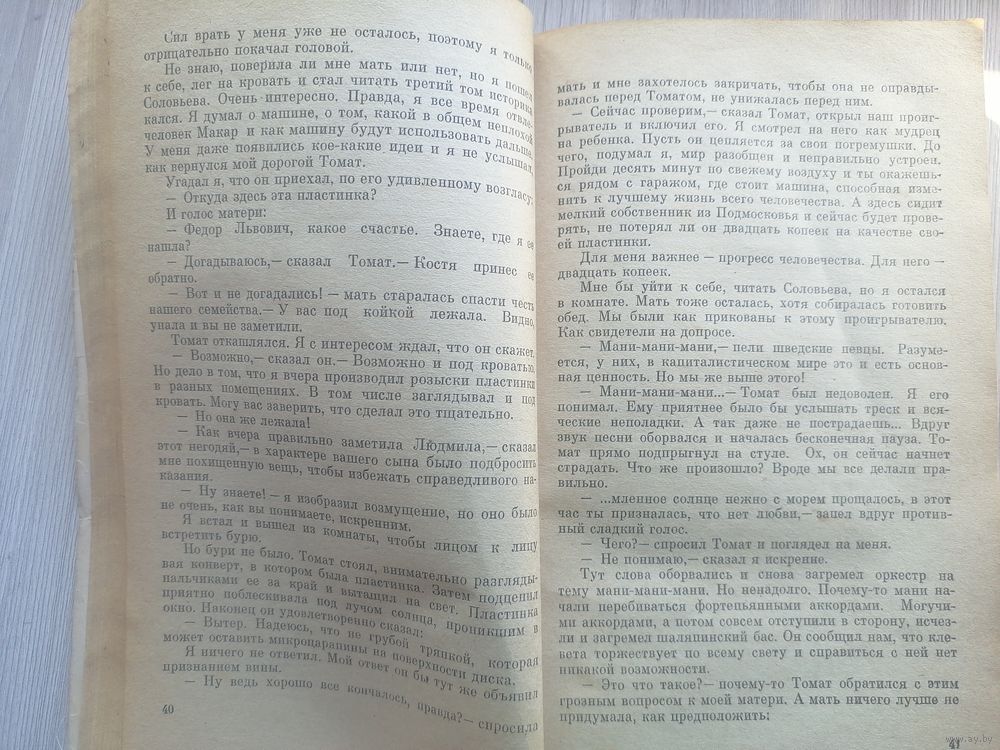 Сил врать у меня уже не осталось, поэтому я только
отрицательно покачал головой.
Не знаю, поверила ли мне мать или нет, но я пошел
к себе, лег на кровать и стал читать третий том историка
Соловьева. Очень интересно. Правда, я все время отвле-
кался. Я думал о машине, о том, какой в общем неплохой
человек Макар и как машину будут использовать дальше.
У меня даже появились кое-какие идеи и я не услышал,
как вернулся мой дорогой Томат.
Угадал я, что он приехал, по его удивленному возгласу:
— Откуда здесь эта пластинка?
И голос матери:
— Федор Львович, какое счастье. Знаете, где я ее
нашла?
— Догадываюсь,— сказал Томат.— Костя принес ее
обратно.
— Вот и не догадались! — мать старалась спасти честь
нашего семейства.— У вас под койкой лежала. Видно,
упала и вы не заметили.
Томат откашлялся. Я с интересом ждал, что он скажет.
— Возможно,— сказал он.— Возможно и под кроватью.
Но дело в том, что я вчера производил розыски пластинки
в разных помещениях. В том числе заглядывал и под
кровать. Могу вас заверить, что сделал это тщательно.
— Но она же лежала!
— Как вчера правильно заметила Людмила,— сказал
этот негодяй,— в характере вашего сына было подбросить
мне похищенную вещь, чтобы избежать справедливого на-
казания.
— Ну знаете! — я изобразил возмущение, но оно было
не очень, как вы понимаете, искренним.
Я встал и вышел из комнаты, чтобы лицом к лицу
встретить бурю.
Но бури не было. Томат стоял, внимательно разгляды-
вая конверт, в котором была пластинка. Затем подцепил
пальчиками ее за край и вытащил на свет. Пластинка
приятно поблескивала под лучом солнца, проникшим в
окно. Наконец он удовлетворенно сказал:
— Вытер. Надеюсь, что не грубой тряпкой, которая
может оставить микроцарапины на поверхности диска.
Я ничего не ответил. Мой ответ он бы тут же объявил
признанием вины.
— Ну ведь хорошо все кончалось, правда?— спросила
40
мать и мне захотелось закричать, чтобы она не оправды-
валась перед Томатом, не унижалась перед ним.
— Сейчас проверим,— сказал Томат, открыл наш проиг-
рыватель и включил его. Я смотрел на него как мудрец
на ребенка. Пусть он цепляется за свои погремушки. До
чего, подумал я, мир разобщен и неправильно устроен.
Пройди десять минут по свежему воздуху и ты окажешь-
ся рядом с гаражом, где стоит машина, способная изме-
нить к лучшему жизнь всего человечества. А здесь сидит
мелкий собственник из Подмосковья и сейчас будет прове-
рять, не потерял ли он двадцать копеек на качестве сво-
ей пластинки.
Для меня важнее — прогресс человечества. Для него —
двадцать копеек.
Мне бы уйти к себе, читать Соловьева, но я остался
в комнате. Мать тоже осталась, хотя собиралась готовить
обед. Мы были как прикованы к этому проигрывателю.
Как свидетели на допросе.
— Мани-мани-мани,— пели шведские певцы. Разуме-
ется, у них, в капиталистическом мире это и есть основ-
ная ценность. Но мы же выше этого!
— Мани-мани-мани...— Томат был недоволен. Я его
понимал. Ему приятнее было бы услышать треск и вся-
ческие неполадки. А так даже не пострадаешь... Вдруг
звук песни оборвался и началась бесконечная пауза. То-
мат прямо подпрыгнул на стуле. Ох, он сейчас начнет
страдать. Что же произошло? Вроде мы все делали пра-
вильно.
— ...мленное солнце нежно с морем прощалось, в этот
час ты призналась, что нет любви,— запел вдруг против-
ный сладкий голос.
— Чего?— спросил Томат и поглядел на меня.
— Не понимаю,— сказал я искренне.
Тут слова оборвались и снова загремел оркестр на
тему мани-мани-мани. Но ненадолго. Почему-то мани на-
чали перебиваться фортепьянными аккордами. Могучи-
ми аккордами, а потом совсем отступили в сторону, исчез-
ли и загремел шаляпинский бас. Он сообщил нам, что кле-
вета торжествует по всему свету и справиться с ней нет
никакой возможности.
— Это что такое?— почему-то Томат обратился с этим
грозным вопросом к моей матери. А мать ничего лучше не
придумала, как предположить:
41
www.ay.by